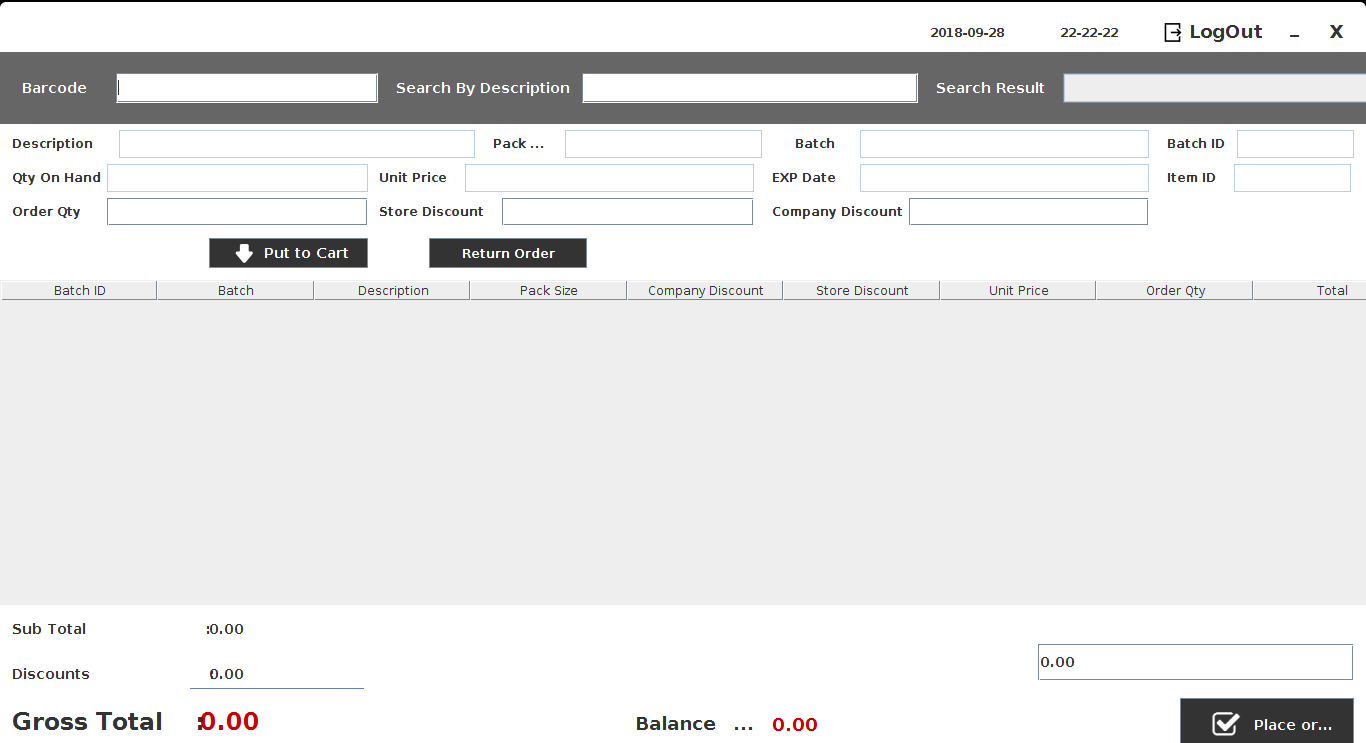 2018-09-28 22-22-22 LogOut _ X
Barcode Search By Description Search Result
Description Pack ... Batch Batch ID
Qty On Hand Unit Price EXP Date Item ID
Order Qty Store Discount Company Discount
Put to Cart Return Order
Batch ID Batch Description Pack Size Company Discount Store Discount Unit Price Order Qty Total
Sub Total :0.00
0.00
Discounts 0.00
Gross Total :0.00
Balance ... 0.00
Place or...